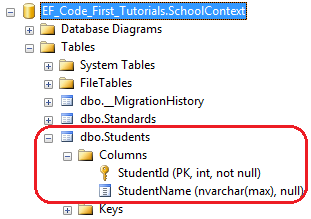 EF_Code_First_Tutorials.SchoolContext
Database Diagrams
Tables
System Tables
FileTables
dbo.__MigrationHistory
dbo.Standards
dbo.Students
Columns
StudentId (PK, int, not null)
StudentName (nvarchar(max), null)
Keys